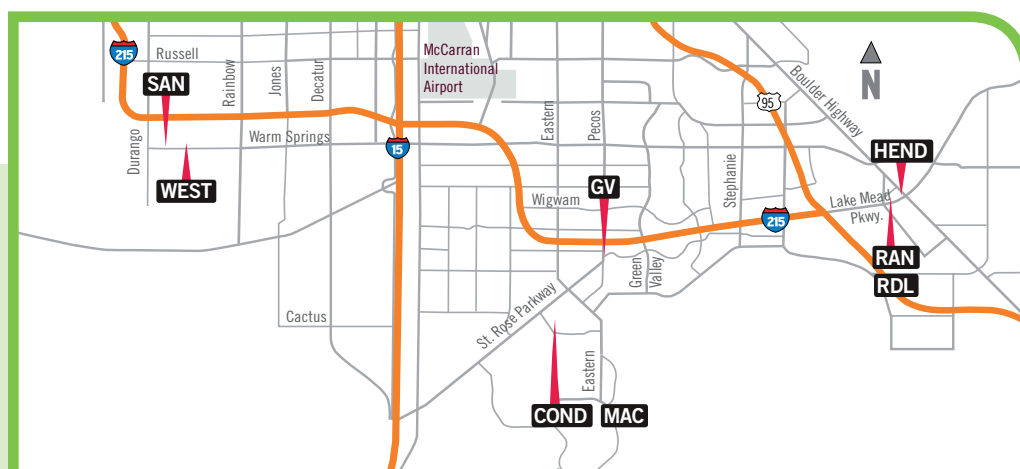 215
Russell
SAN
Rainbow
Jones
Decatur
McCarran
International
Airport
Eastern
Pecos
95
Boulder Highway
N
Durango
Warm Springs
15
WEST
GV
Wigwam
Stephanie
215
HEND
Lake Mead
Pkwy.
RAN
RDL
Green
Valley
Cactus
St. Rose Parkway
Eastern
COND
MAC